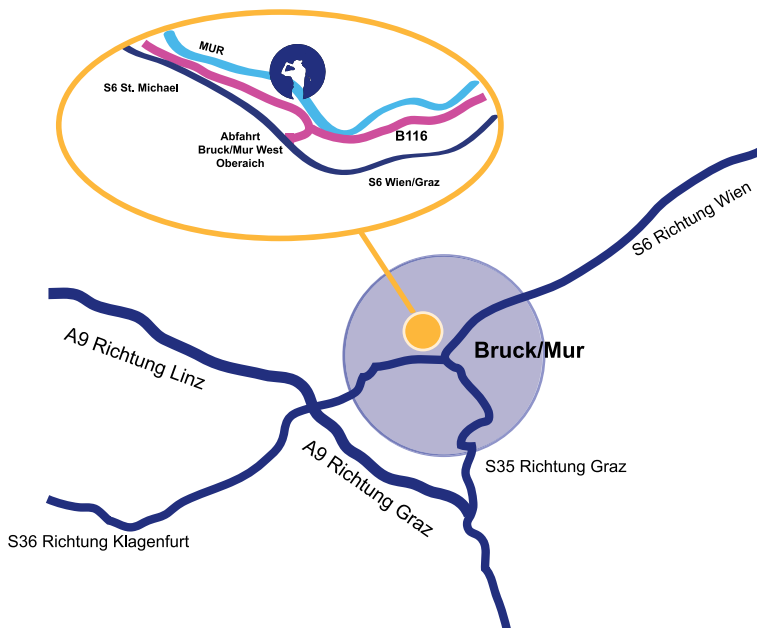 MUR
S6 St. Michael
B116
Abfahrt
Bruck/Mur West
Oberaich
S6 Wien/Graz
S6 Richtung Wien
A9 Richtung Linz
Bruck/Mur
A9 Richtung Graz
S35 Richtung Graz
S36 Richtung Klagenfurt